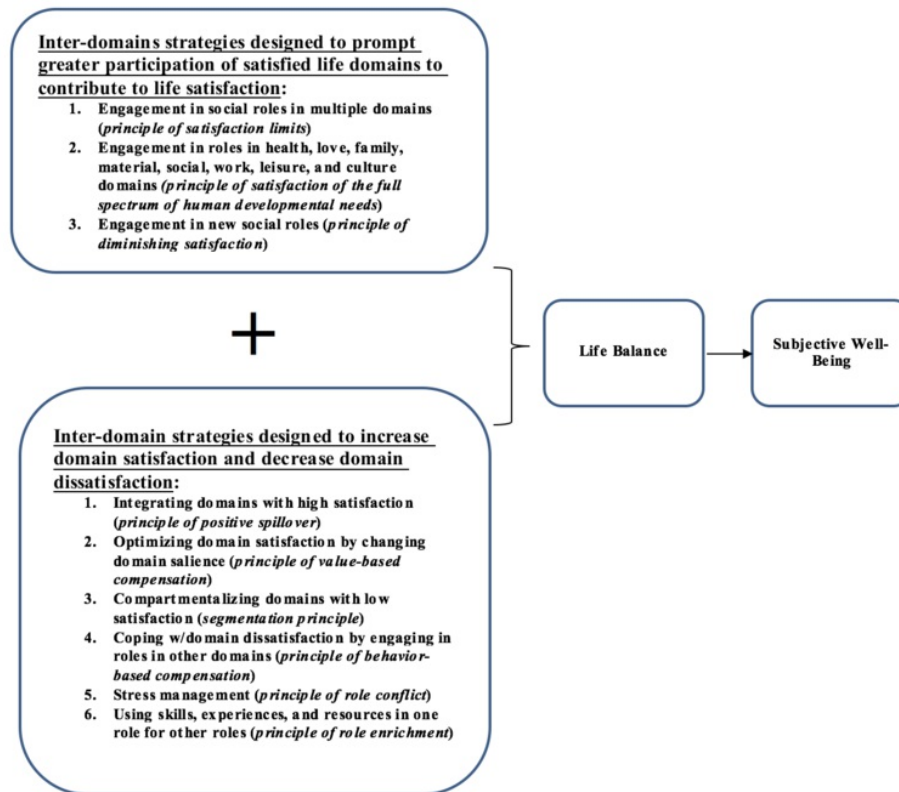 Inter-domains strategies designed to prompt
greater participation of satisfied life domains to
contribute to life satisfaction:
1. Engagement in social roles in multiple domains
(principle of satisfaction limits)
2. Engagement in roles in health, love, family,
material, social, work, leisure, and culture
domains (principle of satisfaction of the full
spectrum of human developmental needs)
3. Engagement in new social roles (principle of
diminishing satisfaction)
+
Inter-domain strategies designed to increase
domain satisfaction and decrease domain
dissatisfaction:
1. Integrating domains with high satisfaction
(principle of positive spillover)
2. Optimizing domain satisfaction by changing
domain salience (principle of value-based
compensation)
3. Compartmentalizing domains with low
satisfaction (segmentation principle)
4. Coping w/domain dissatisfaction by engaging in
roles in other domains (principle of behavior-
based compensation)
5. Stress management (principle of role conflict)
6. Using skills, experiences, and resources in one
role for other roles (principle of role enrichment)
Life Balance
Subjective Well-
Being